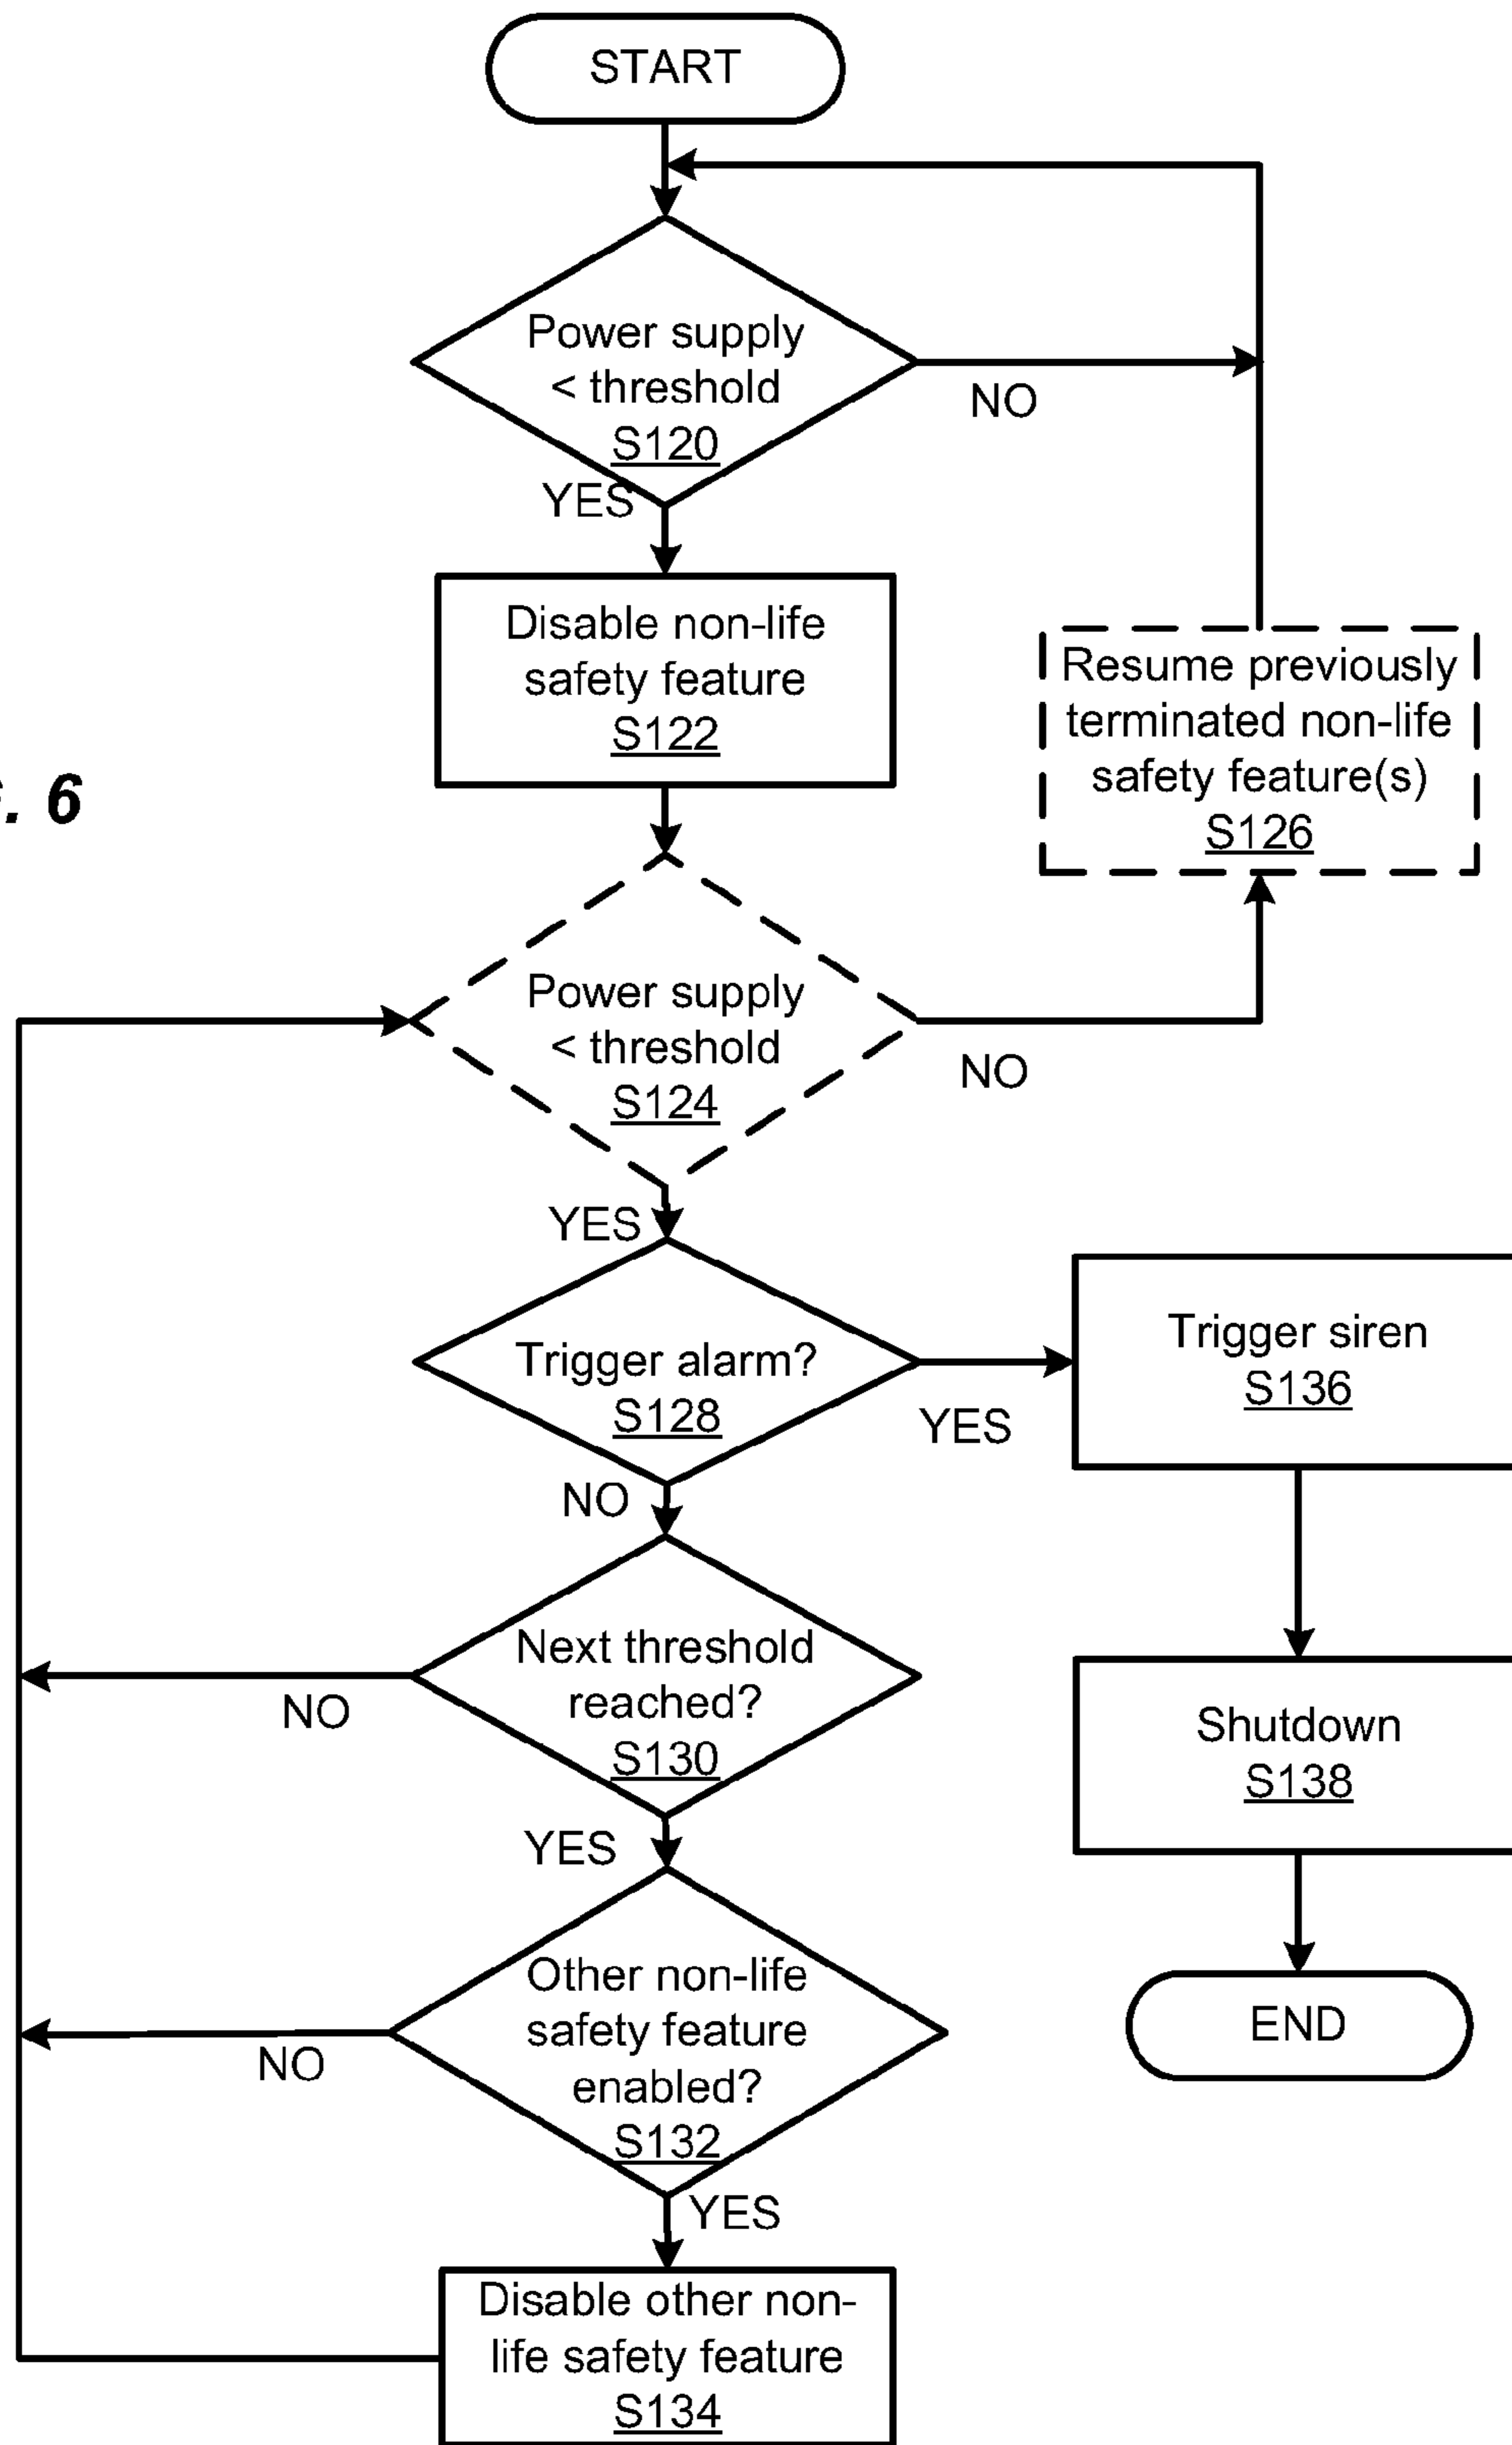 START
Power supply
< threshold
S120
NO
YES
Disable non-life
safety feature
S122
Resume previously
terminated non-life
safety feature(s)
S126
. 6
Power supply
< threshold
S124
NO
YES
Trigger alarm?
S128
YES
Trigger siren
S136
NO
Next threshold
reached?
S130
NO
Shutdown
S138
YES
Other non-life
safety feature
enabled?
S132
NO
END
YES
Disable other non-
life safety feature
S134